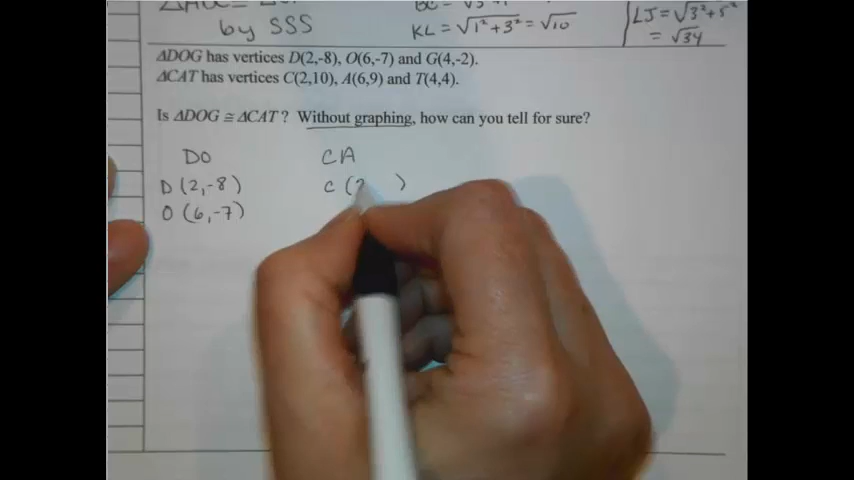 by SSS
KL = √1² + 3² = √10
LJ = √3² + 5²
= √34
ΔDOG has vertices D(2,-8), O(6,-7) and G(4,-2).
ΔCAT has vertices C(2,10), A(6,9) and T(4,4).
Is ΔDOG ≅ ΔCAT? Without graphing, how can you tell for sure?
DO CA
D (2,-8) C (2 )
O (6,-7)